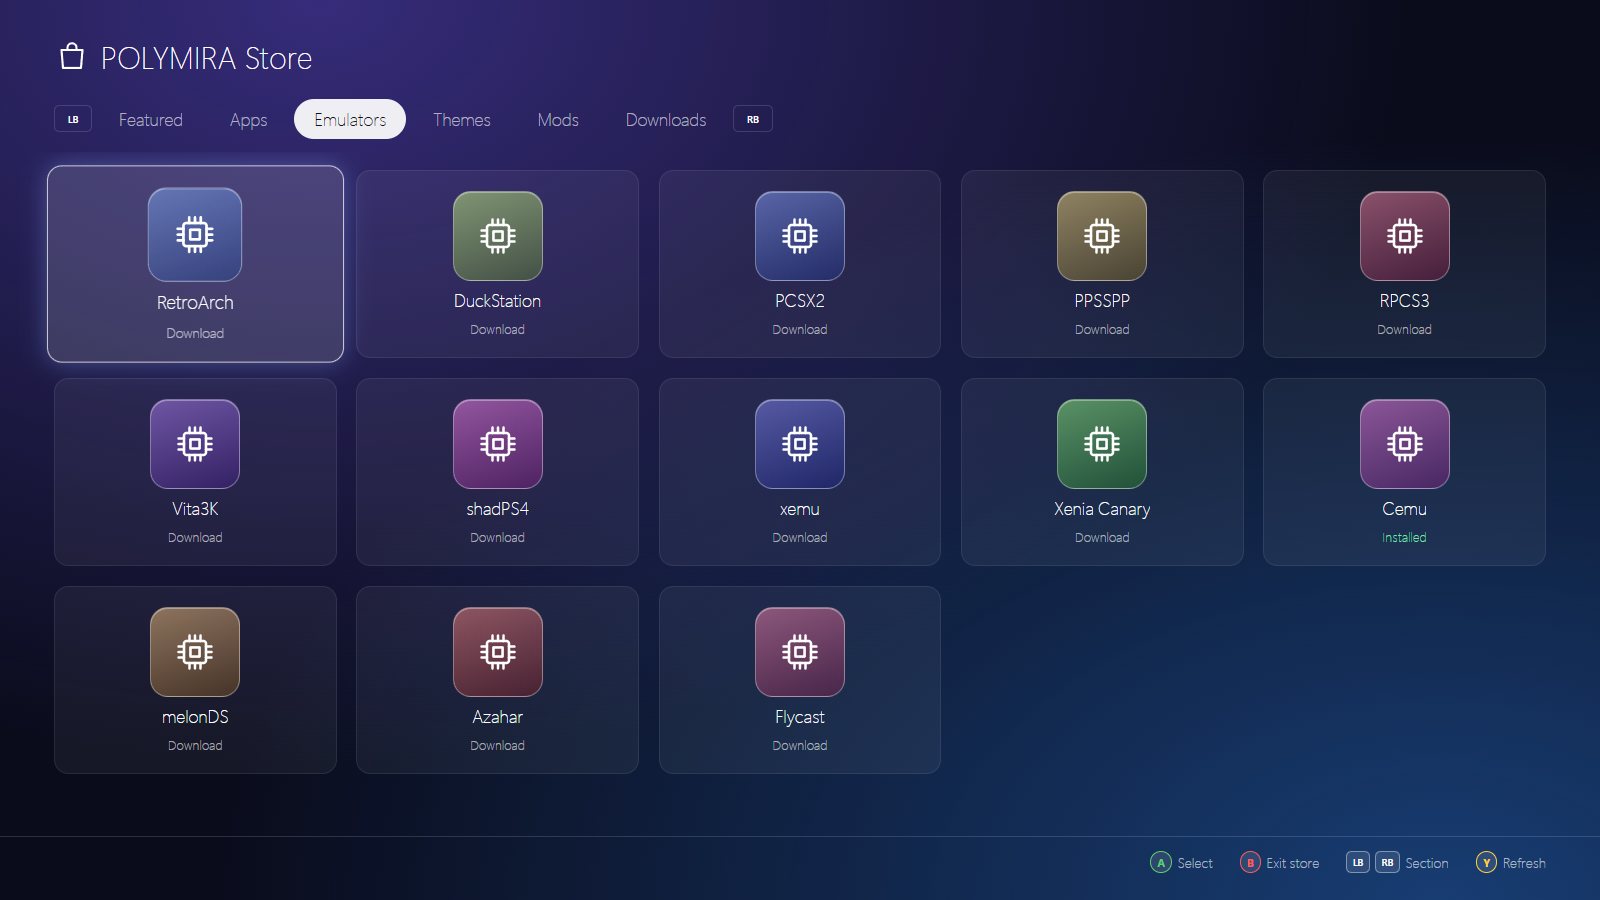 POLYMIRA Store
LB Featured Apps Emulators Themes Mods Downloads RB
RetroArch
Download
DuckStation
Download
PCSX2
Download
PPSSPP
Download
RPCS3
Download
Vita3K
Download
shadPS4
Download
xemu
Download
Xenia Canary
Download
Cemu
Installed
melonDS
Download
Azahar
Download
Flycast
Download
A Select B Exit store LB RB Section Y Refresh